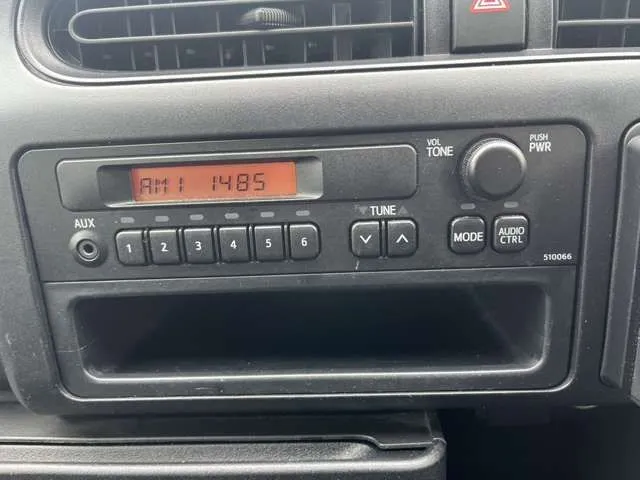 AM1 1485
VOL
TONE
PUSH
PWR
AUX
1 2 3 4 5 6
TUNE
MODE
AUDIO
CTRL
510066